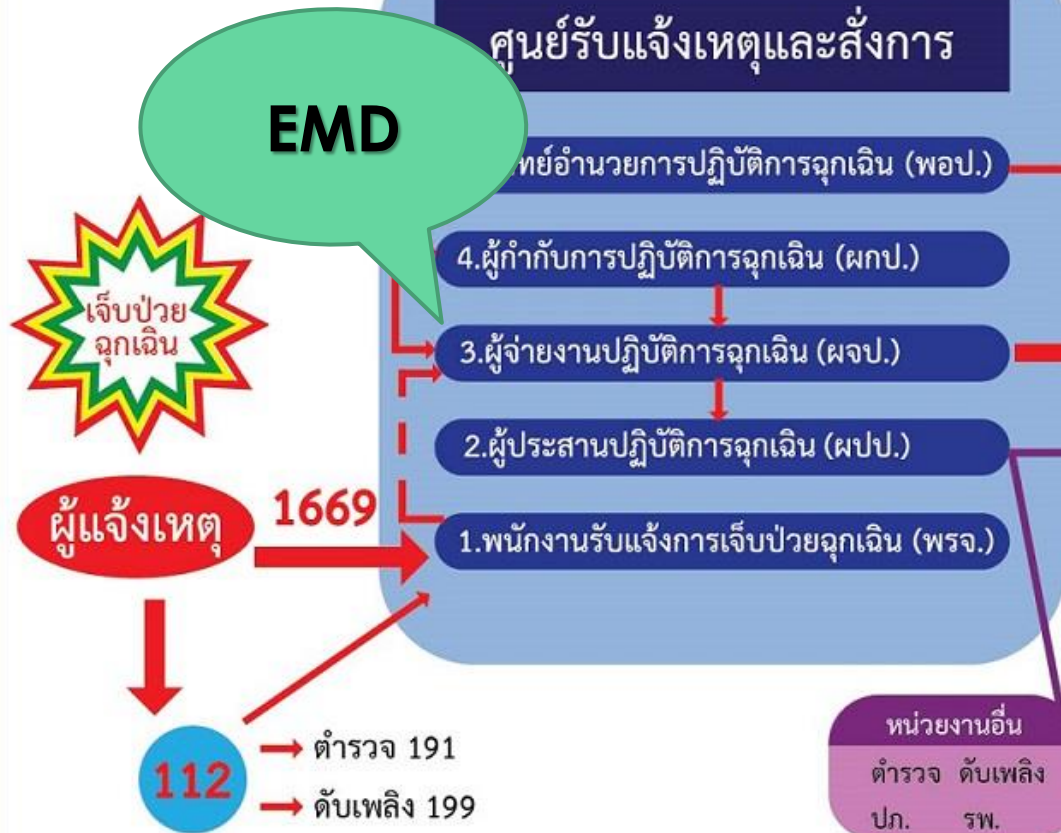 ศูนย์รับแจ้งเหตุและสั่งการ
EMD
อำนวยการปฏิบัติการฉุกเฉิน (พอป.)
4.ผู้กำกับการปฏิบัติการฉุกเฉิน (ผกป.)
เจ็บป่วย
ฉุกเฉิน
3.ผู้จ่ายงานปฏิบัติการฉุกเฉิน (ผจป.)
2.ผู้ประสานปฏิบัติการฉุกเฉิน (ผปป.)
ผู้แจ้งเหตุ
1669
1.พนักงานรับแจ้งการเจ็บป่วยฉุกเฉิน (พรจ.)
112
ตำรวจ 191
ดับเพลิง 199
หน่วยงานอื่น
ตำรวจ ดับเพลิง
ปภ. รพ.